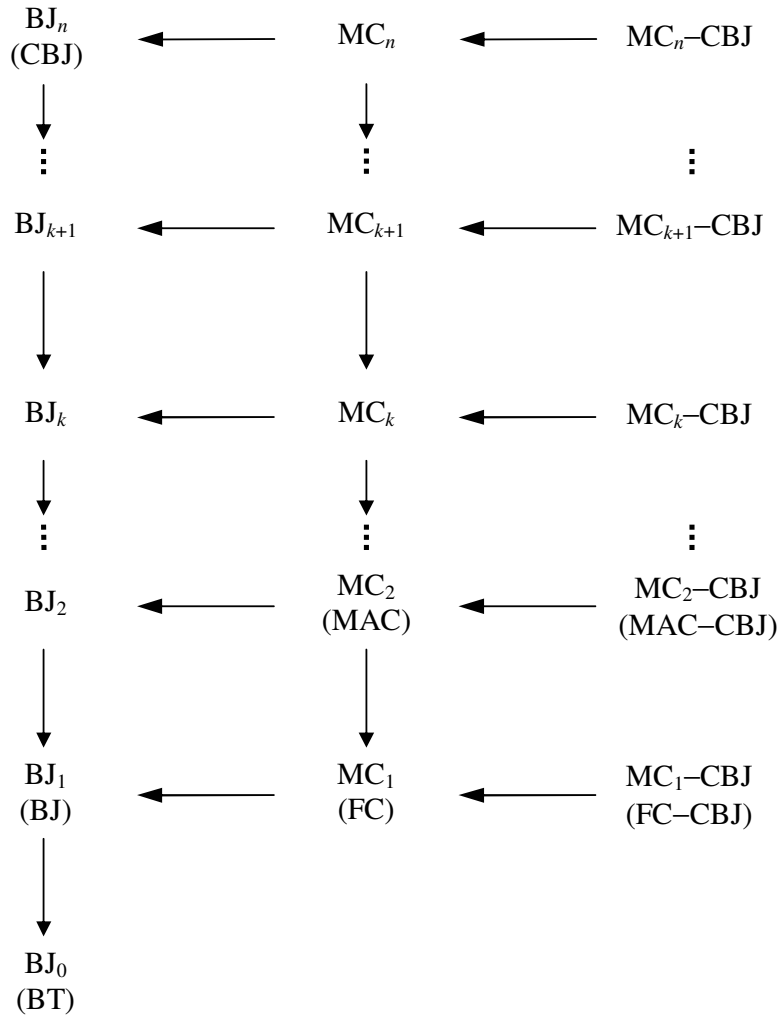 BJₙ MCₙ MCₙ–CBJ
(CBJ)
BJₖ₊₁ MCₖ₊₁ MCₖ₊₁–CBJ
BJₖ MCₖ MCₖ–CBJ
BJ₂ MC₂ MC₂–CBJ
(MAC) (MAC–CBJ)
BJ₁ MC₁ MC₁–CBJ
(BJ) (FC) (FC–CBJ)
BJ₀
(BT)